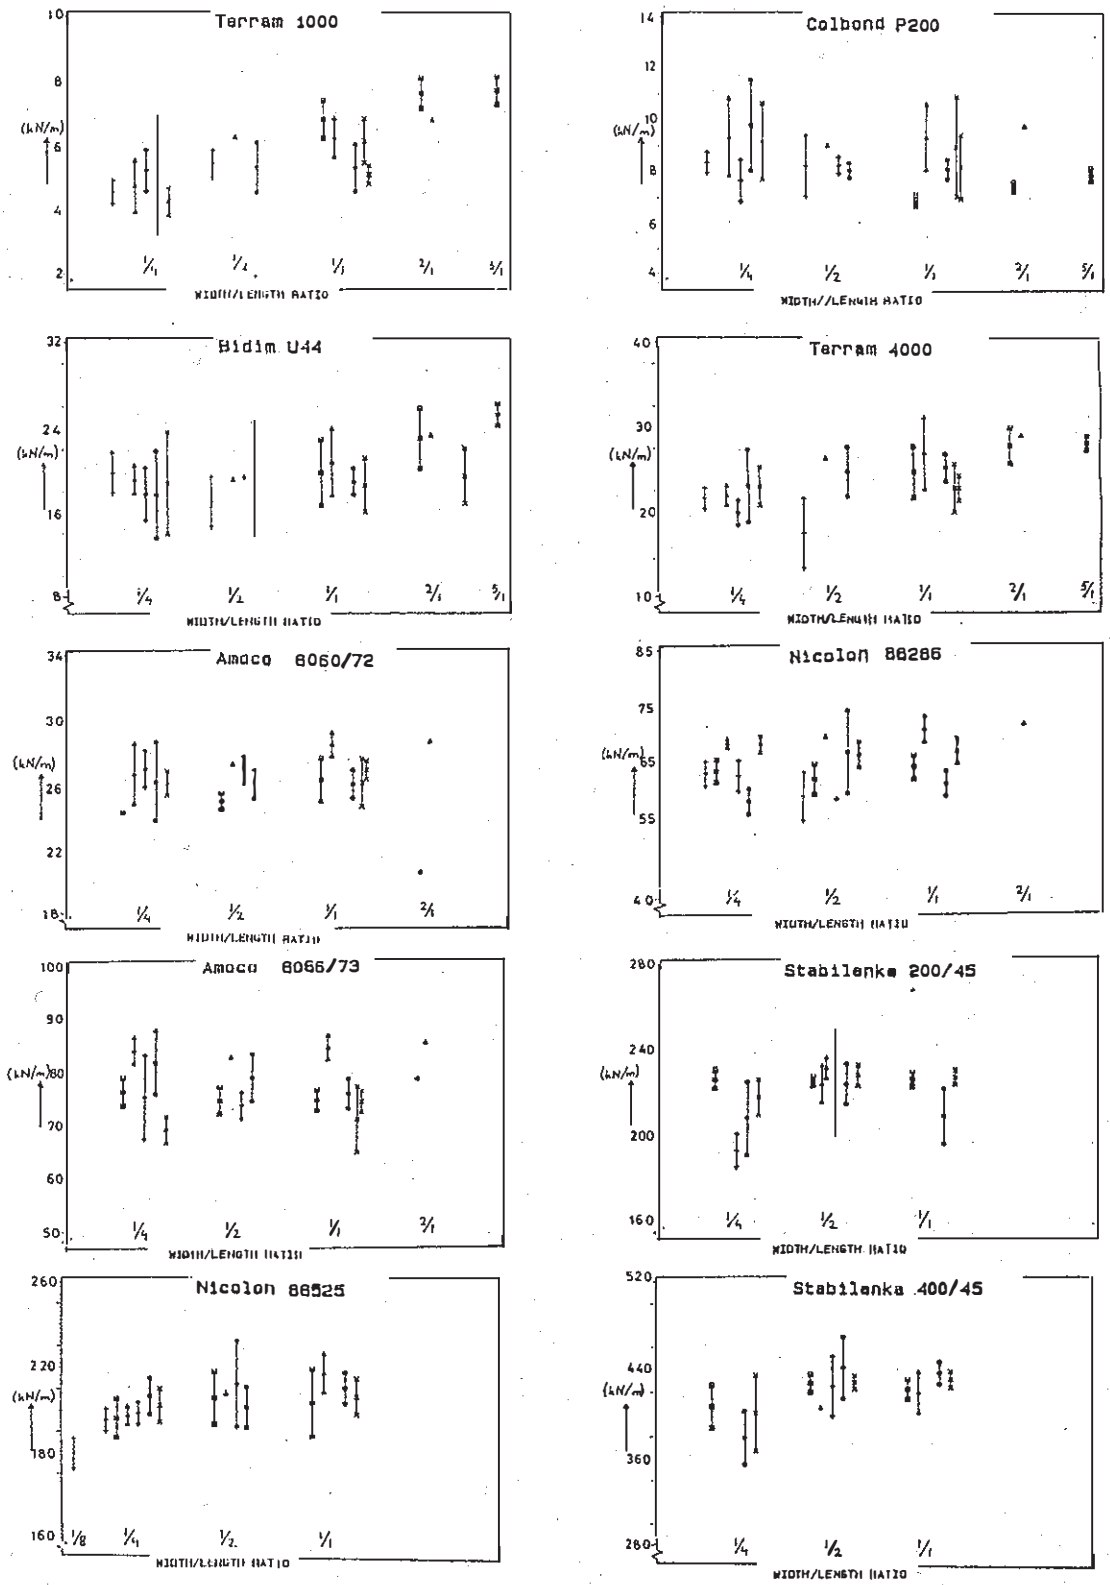 Terram 1000
10
8
(kN/m)
6
4
2
1/4 1/2 1/1 2/1 5/1
WIDTH/LENGTH RATIO
Colbond P200
14
12
10
(kN/m)
8
6
4
1/4 1/2 1/1 2/1 5/1
WIDTH//LENGTH RATIO
Bidim U44
32
24
(kN/m)
16
8
1/4 1/2 1/1 2/1 5/1
WIDTH/LENGTH RATIO
Terram 4000
40
30
(kN/m)
20
10
1/4 1/2 1/1 2/1 5/1
WIDTH/LENGTH RATIO
Amoco 6060/72
34
30
(kN/m)
26
22
18
1/4 1/2 1/1 2/1
WIDTH/LENGTH RATIO
Nicolon 66286
85
75
(kN/m)
65
55
40
1/4 1/2 1/1 2/1
WIDTH/LENGTH RATIO
Amoco 6066/73
100
90
(kN/m) 80
70
60
50
1/4 1/2 1/1 2/1
WIDTH/LENGTH RATIO
Stabilenka 200/45
280
240
(kN/m)
200
160
1/4 1/2 1/1
WIDTH/LENGTH RATIO
Nicolon 66525
260
220
(kN/m)
180
160
1/8 1/4 1/2 1/1
WIDTH/LENGTH RATIO
Stabilenka 400/45
520
440
(kN/m)
360
280
1/4 1/2 1/1
WIDTH/LENGTH RATIO